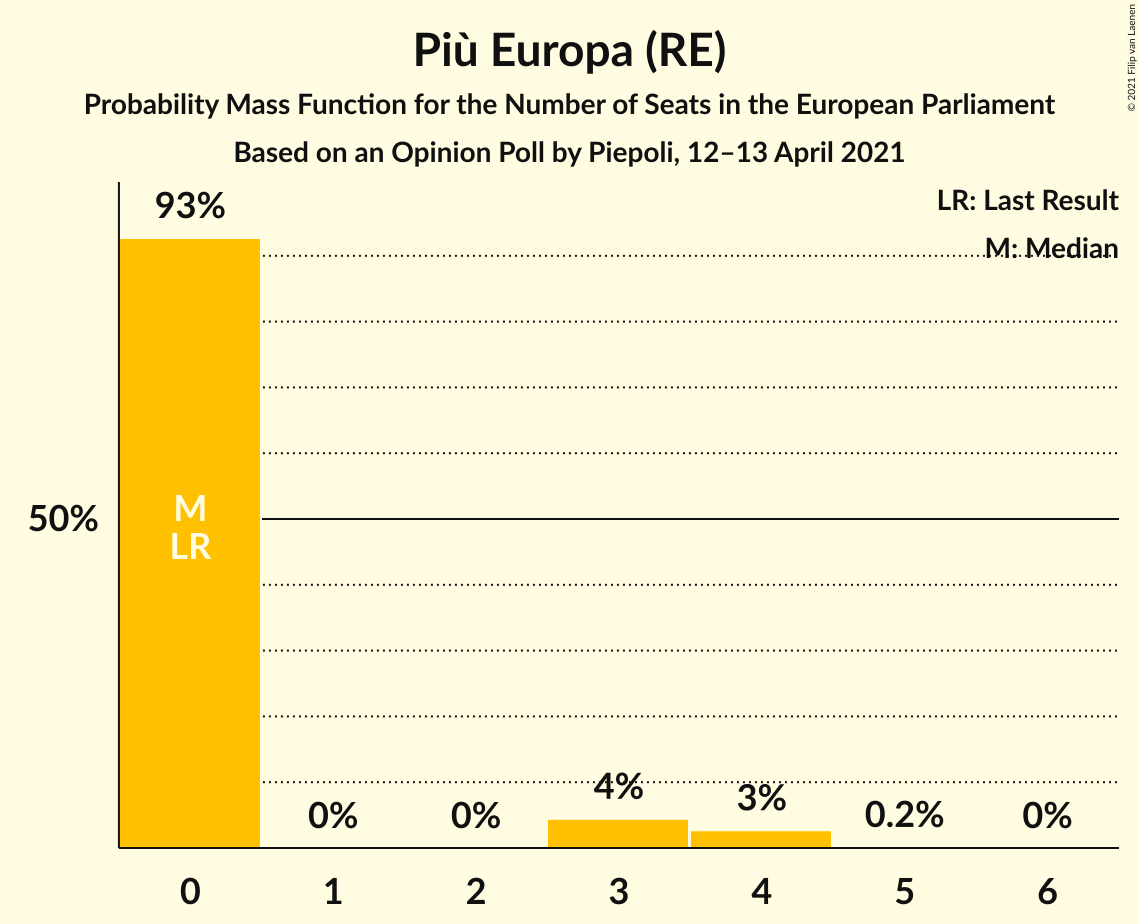 Più Europa (RE)
Probability Mass Function for the Number of Seats in the European Parliament
Based on an Opinion Poll by Piepoli, 12–13 April 2021
© 2021 Filip van Laenen
LR: Last Result
M: Median
93%
50%
M
LR
0%
0%
4%
3%
0.2%
0%
0
1
2
3
4
5
6